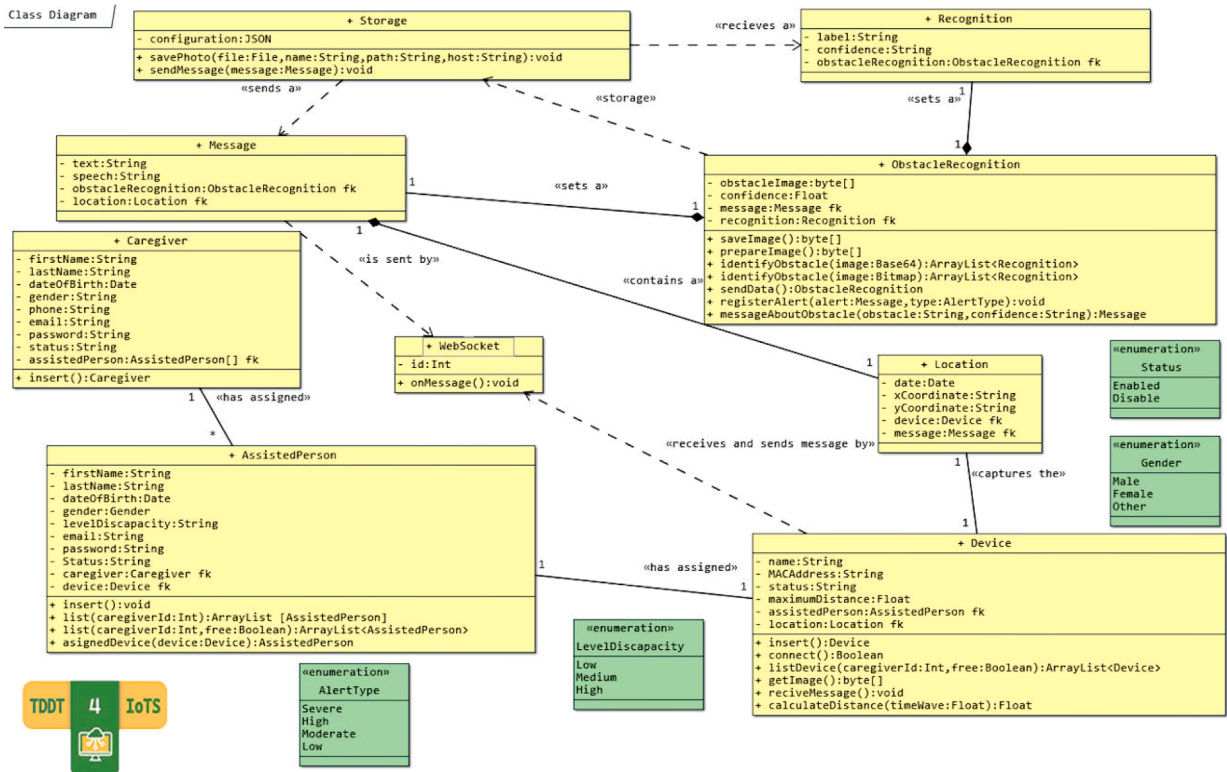 Class Diagram
+ Storage
- configuration:JSON
+ savePhoto(file:File,name:String,path:String,host:String):void
+ sendMessage(message:Message):void
«recieves a»
+ Recognition
- label:String
- confidence:String
- obstacleRecognition:ObstacleRecognition fk
«sends a»
«storage»
1
«sets a»
1
+ Message
- text:String
- speech:String
- obstacleRecognition:ObstacleRecognition fk
- location:Location fk
1
«sets a»
1
1
+ ObstacleRecognition
- obstacleImage:byte[]
- confidence:Float
- message:Message fk
- recognition:Recognition fk
+ saveImage():byte[]
+ prepareImage():byte[]
+ identifyObstacle(image:Base64):ArrayList<Recognition>
+ identifyObstacle(image:Bitmap):ArrayList<Recognition>
+ sendData():ObstacleRecognition
+ registerAlert(alert:Message,type:AlertType):void
+ messageAboutObstacle(obstacle:String,confidence:String):Message
+ Caregiver
- firstName:String
- lastName:String
- dateOfBirth:Date
- gender:String
- phone:String
- email:String
- password:String
- status:String
- assistedPerson:AssistedPerson[] fk
+ insert():Caregiver
«is sent by»
«contains a»
1
+ WebSocket
- id:Int
+ onMessage():void
+ Location
- date:Date
- xCoordinate:String
- yCoordinate:String
- device:Device fk
- message:Message fk
«enumeration»
Status
Enabled
Disable
1
«has assigned»
*
«receives and sends message by»
1
«captures the»
1
«enumeration»
Gender
Male
Female
Other
+ AssistedPerson
- firstName:String
- lastName:String
- dateOfBirth:Date
- gender:Gender
- levelDiscapacity:String
- email:String
- password:String
- Status:String
- caregiver:Caregiver fk
- device:Device fk
+ insert():void
+ list(caregiverId:Int):ArrayList [AssistedPerson]
+ list(caregiverId:Int,free:Boolean):ArrayList<AssistedPerson>
+ asignedDevice(device:Device):AssistedPerson
1
«has assigned»
1
+ Device
- name:String
- MACAddress:String
- status:String
- maximumDistance:Float
- assistedPerson:AssistedPerson fk
- location:Location fk
+ insert():Device
+ connect():Boolean
+ listDevice(caregiverId:Int,free:Boolean):ArrayList<Device>
+ getImage():byte[]
+ reciveMessage():void
+ calculateDistance(timeWave:Float):Float
«enumeration»
LevelDiscapacity
Low
Medium
High
«enumeration»
AlertType
Severe
High
Moderate
Low
TDDT 4 IoTS